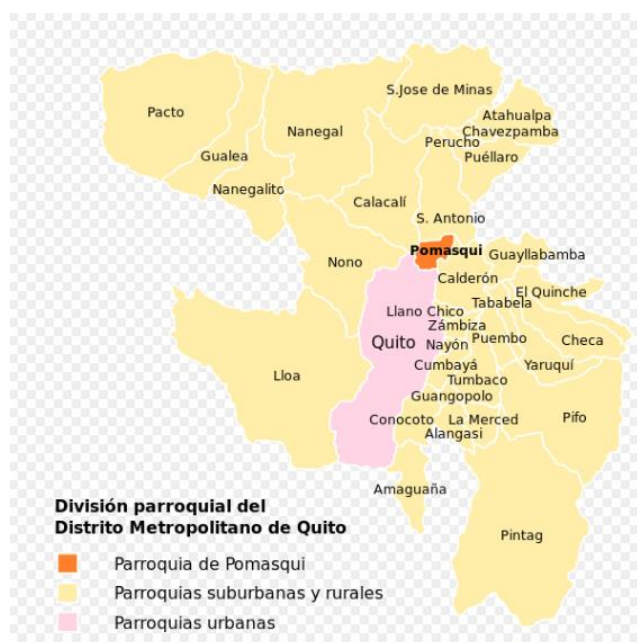 S.Jose de Minas
Pacto
Atahualpa
Nanegal
Chavezpamba
Perucho
Gualea
Puéllaro
Nanegalito
Calacalí
S. Antonio
Pomasqui
Guayllabamba
Nono
Calderón
El Quinche
Tababela
Llano Chico
Zámbiza
Quito
Nayón
Puembo
Checa
Cumbayá
Yaruquí
Lloa
Tumbaco
Guangopolo
Conocoto
La Merced
Pifo
Alangasi
Amaguaña
División parroquial del
Distrito Metropolitano de Quito
Pintag
Parroquia de Pomasqui
Parroquias suburbanas y rurales
Parroquias urbanas